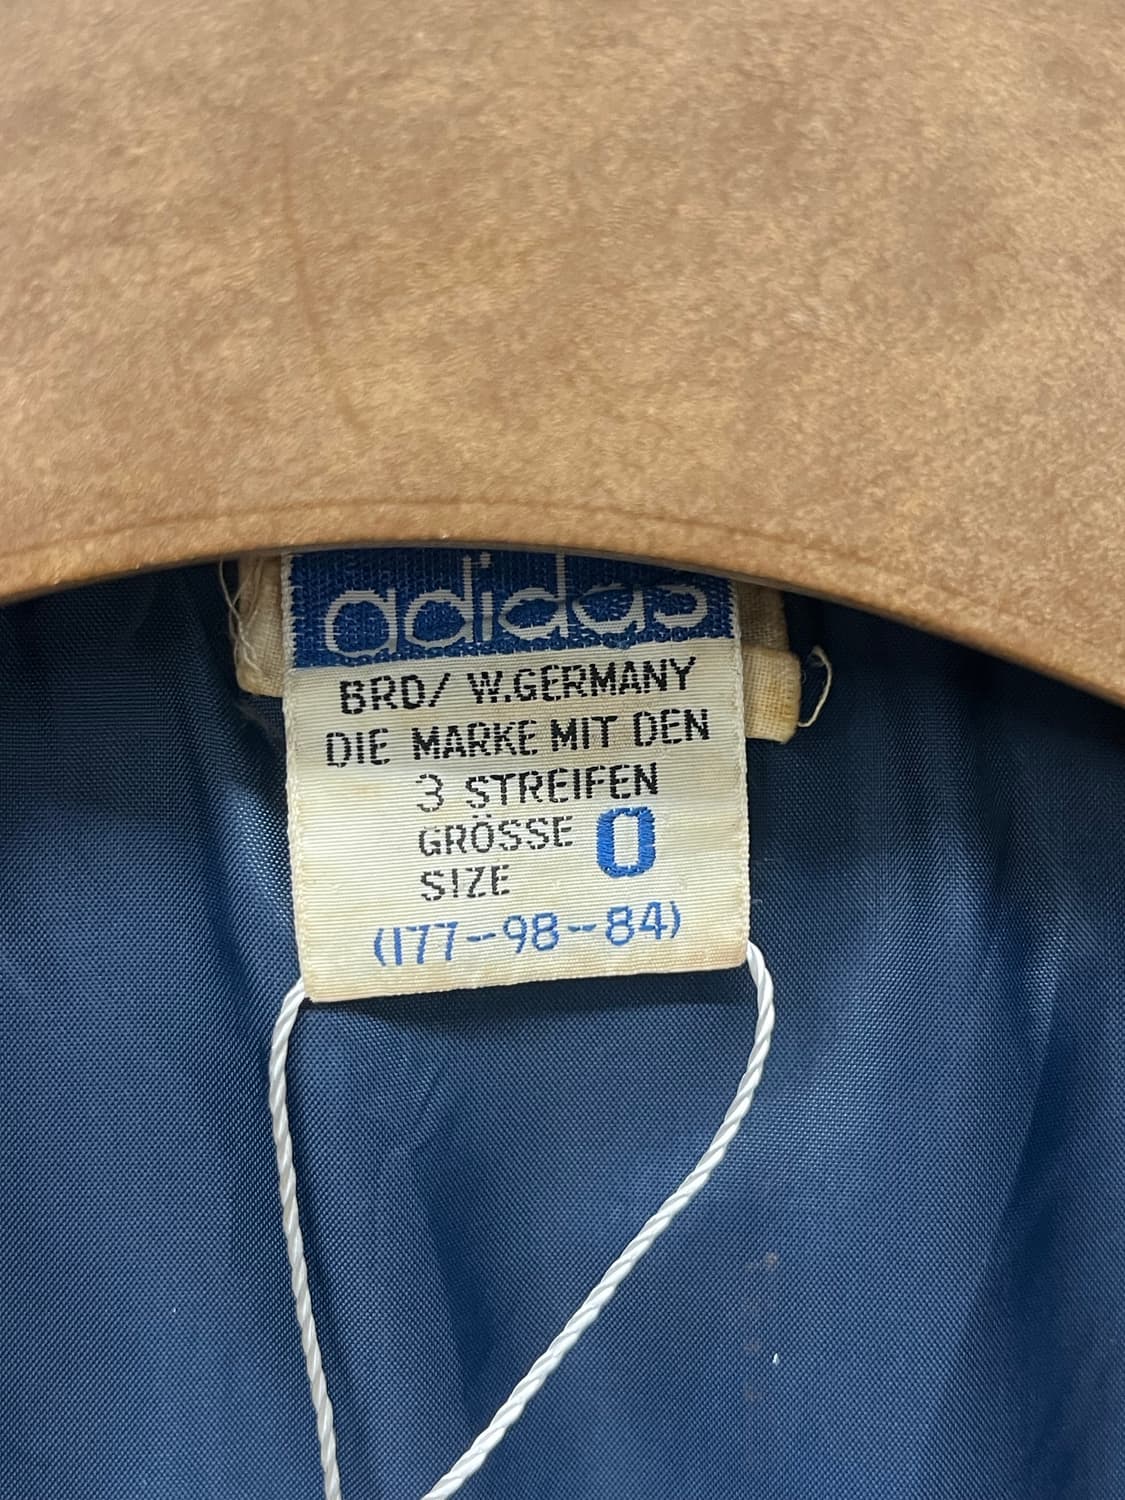 adidas
BRD/ W.GERMANY
DIE MARKE MIT DEN
3 STREIFEN
GRÖSSE 0
SIZE
(177--98--84)